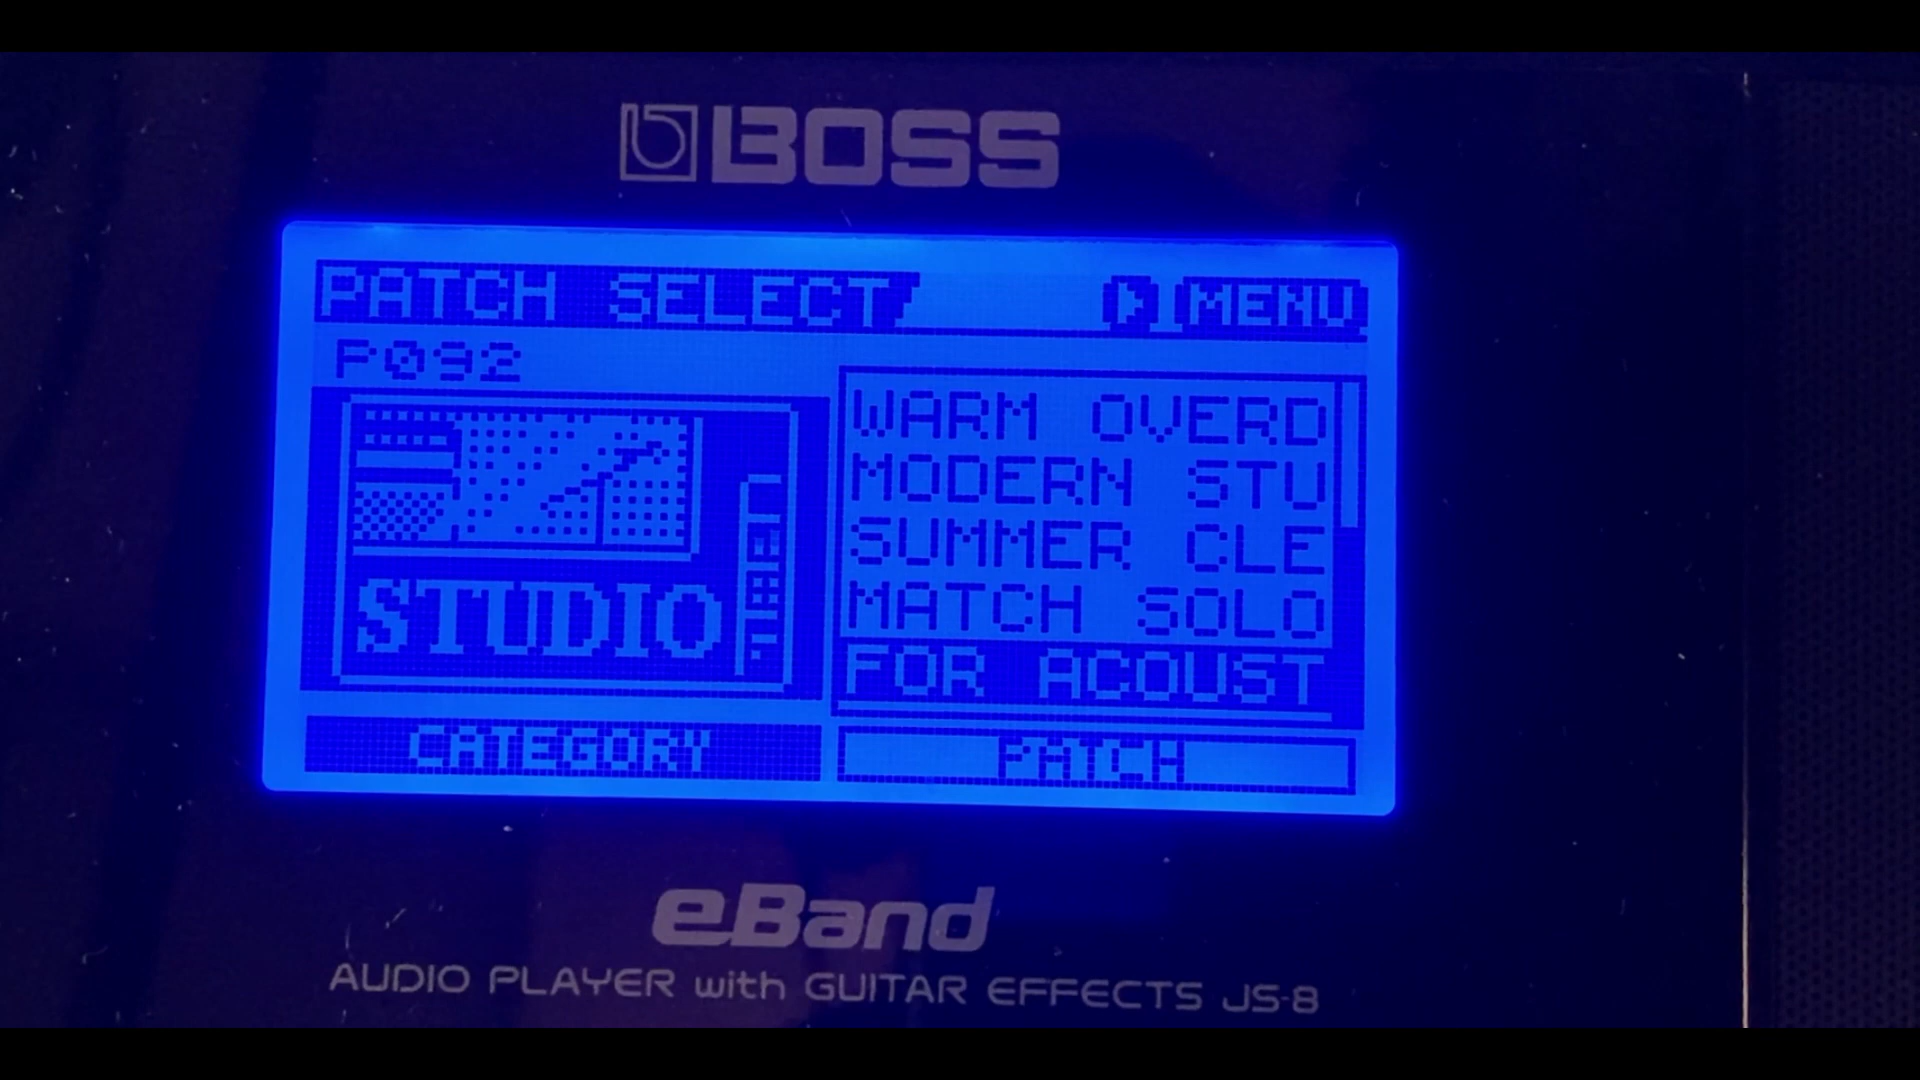 BOSS
PATCH SELECT MENU
P092
WARM OVERD
MODERN STU
SUMMER CLE
MATCH SOLO
FOR ACOUST
STUDIO
CATEGORY
PATCH
eBand
AUDIO PLAYER with GUITAR EFFECTS JS-8